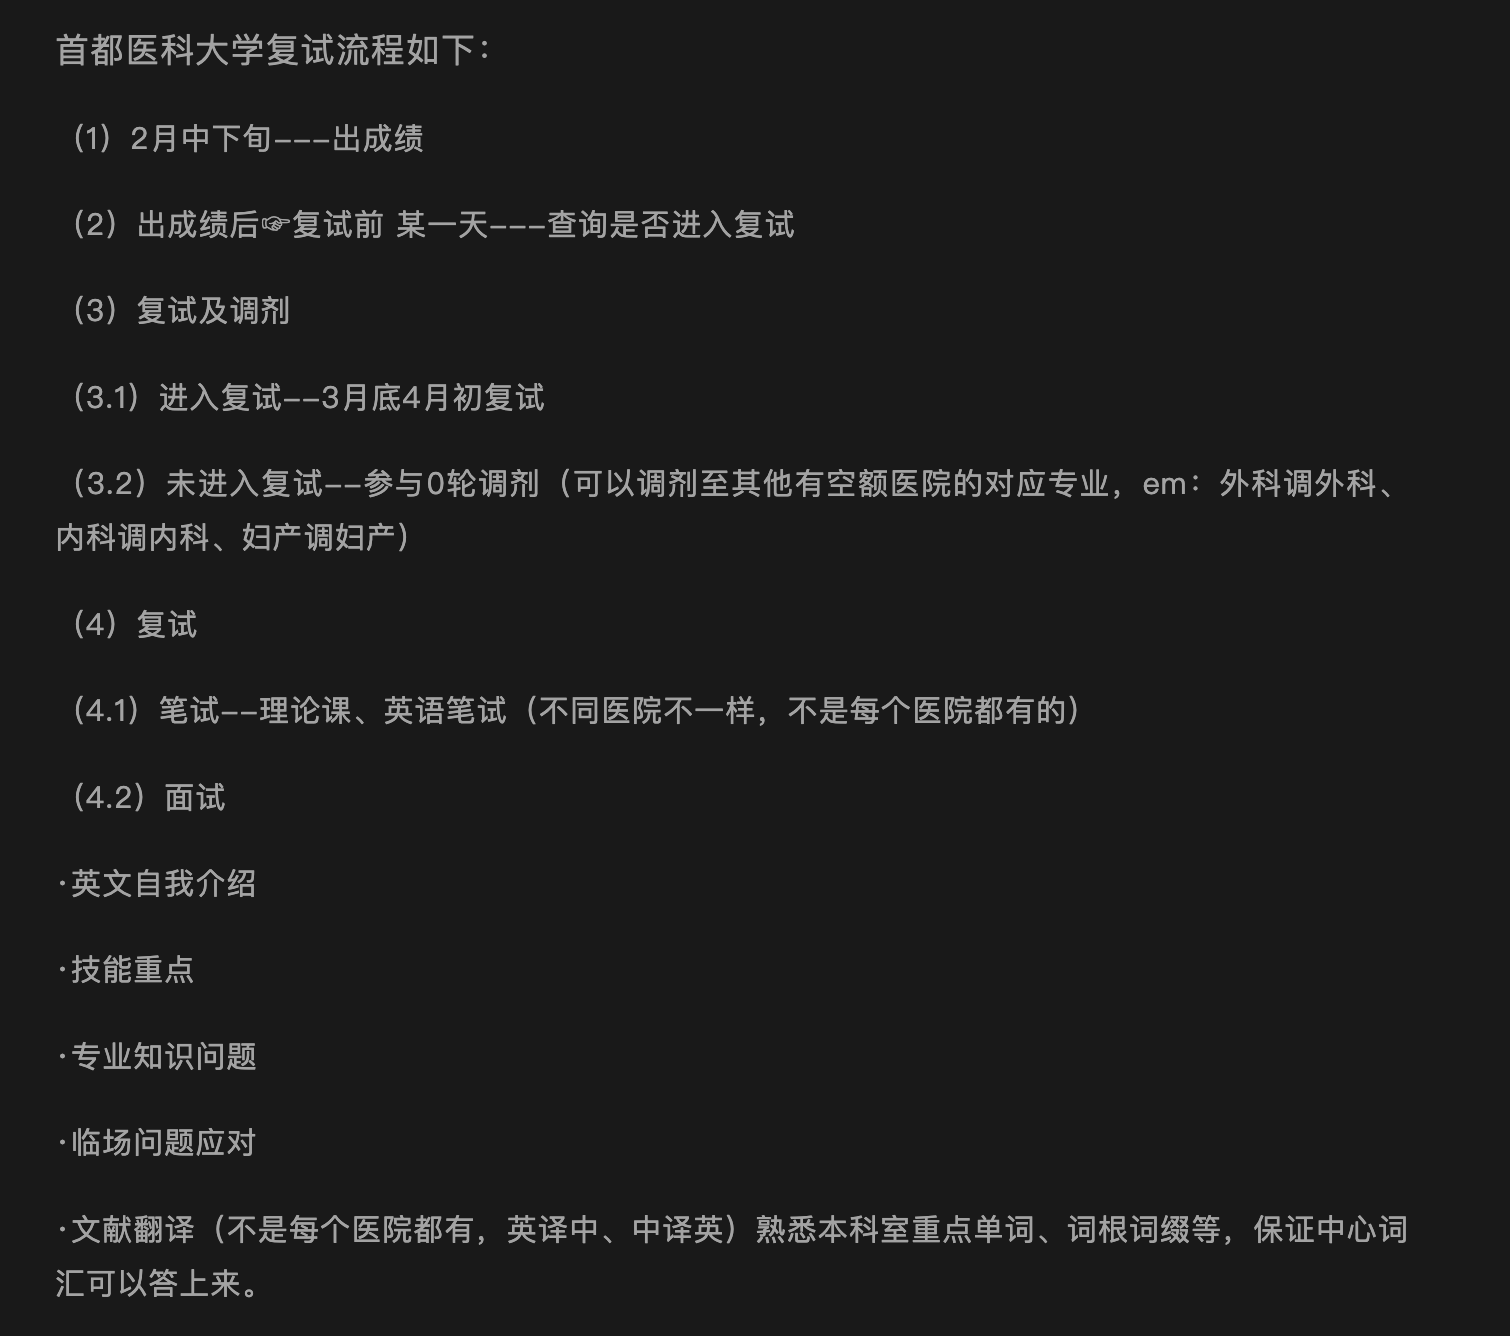 首都医科大学复试流程如下：
（1）2月中下旬---出成绩
（2）出成绩后☞复试前 某一天---查询是否进入复试
（3）复试及调剂
（3.1）进入复试--3月底4月初复试
（3.2）未进入复试--参与0轮调剂（可以调剂至其他有空额医院的对应专业，em：外科调外科、
内科调内科、妇产调妇产）
（4）复试
（4.1）笔试--理论课、英语笔试（不同医院不一样，不是每个医院都有的）
（4.2）面试
·英文自我介绍
·技能重点
·专业知识问题
·临场问题应对
·文献翻译（不是每个医院都有，英译中、中译英）熟悉本科室重点单词、词根词缀等，保证中心词
汇可以答上来。